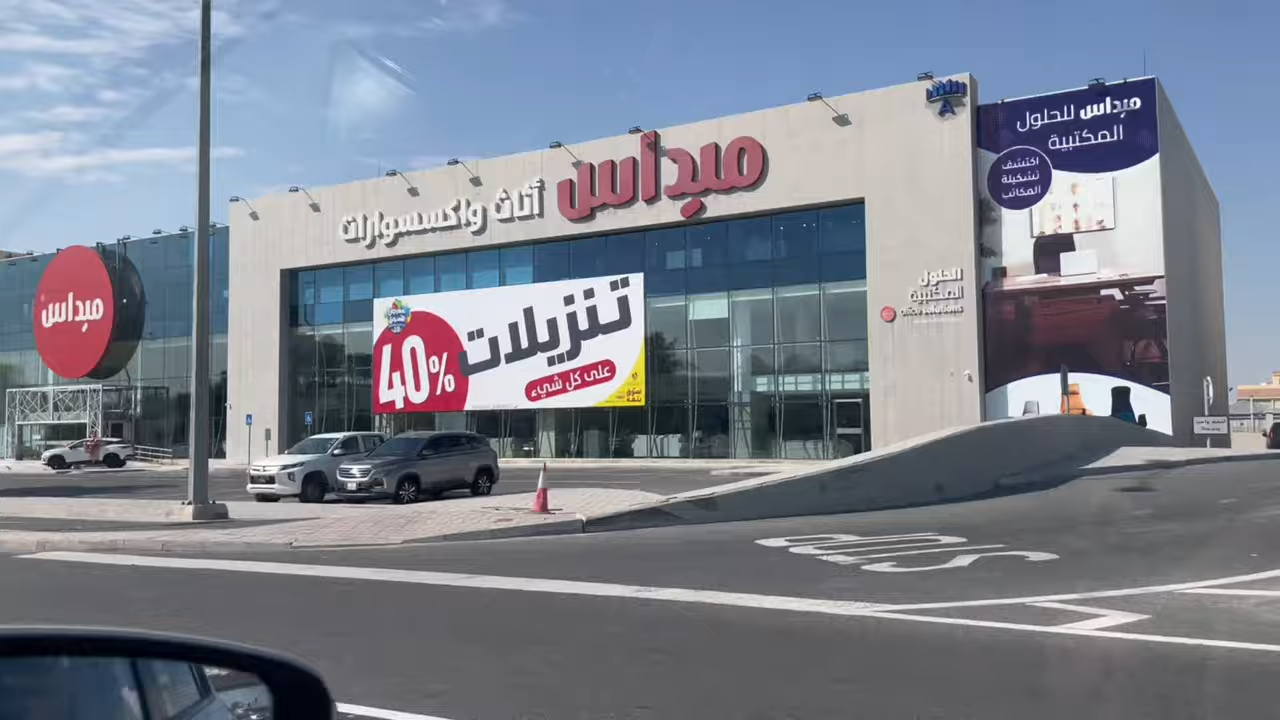 مبداس
مبداس أثاث واكسسوارات
تنزيلات
40%
على كل شيء
مبداس للحلول
المكتبية
اكتشف
تشكيلة
المكاتب
الحلول
المكتبية
office solutions
BUS